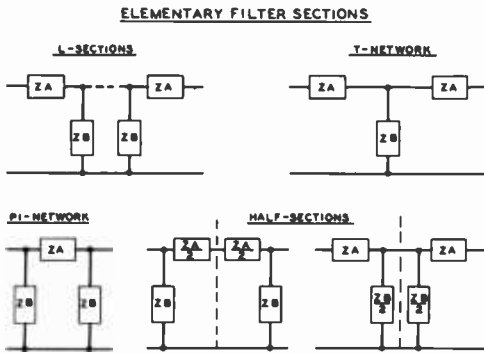 ELEMENTARY FILTER SECTIONS
L-SECTIONS
T-NETWORK
ZA
ZA
ZA
ZA
ZB
ZB
ZB
PI-NETWORK
HALF-SECTIONS
ZA
ZA/2
ZA/2
ZA
ZA
ZB
ZB
ZB
ZB
ZB/2
ZB/2